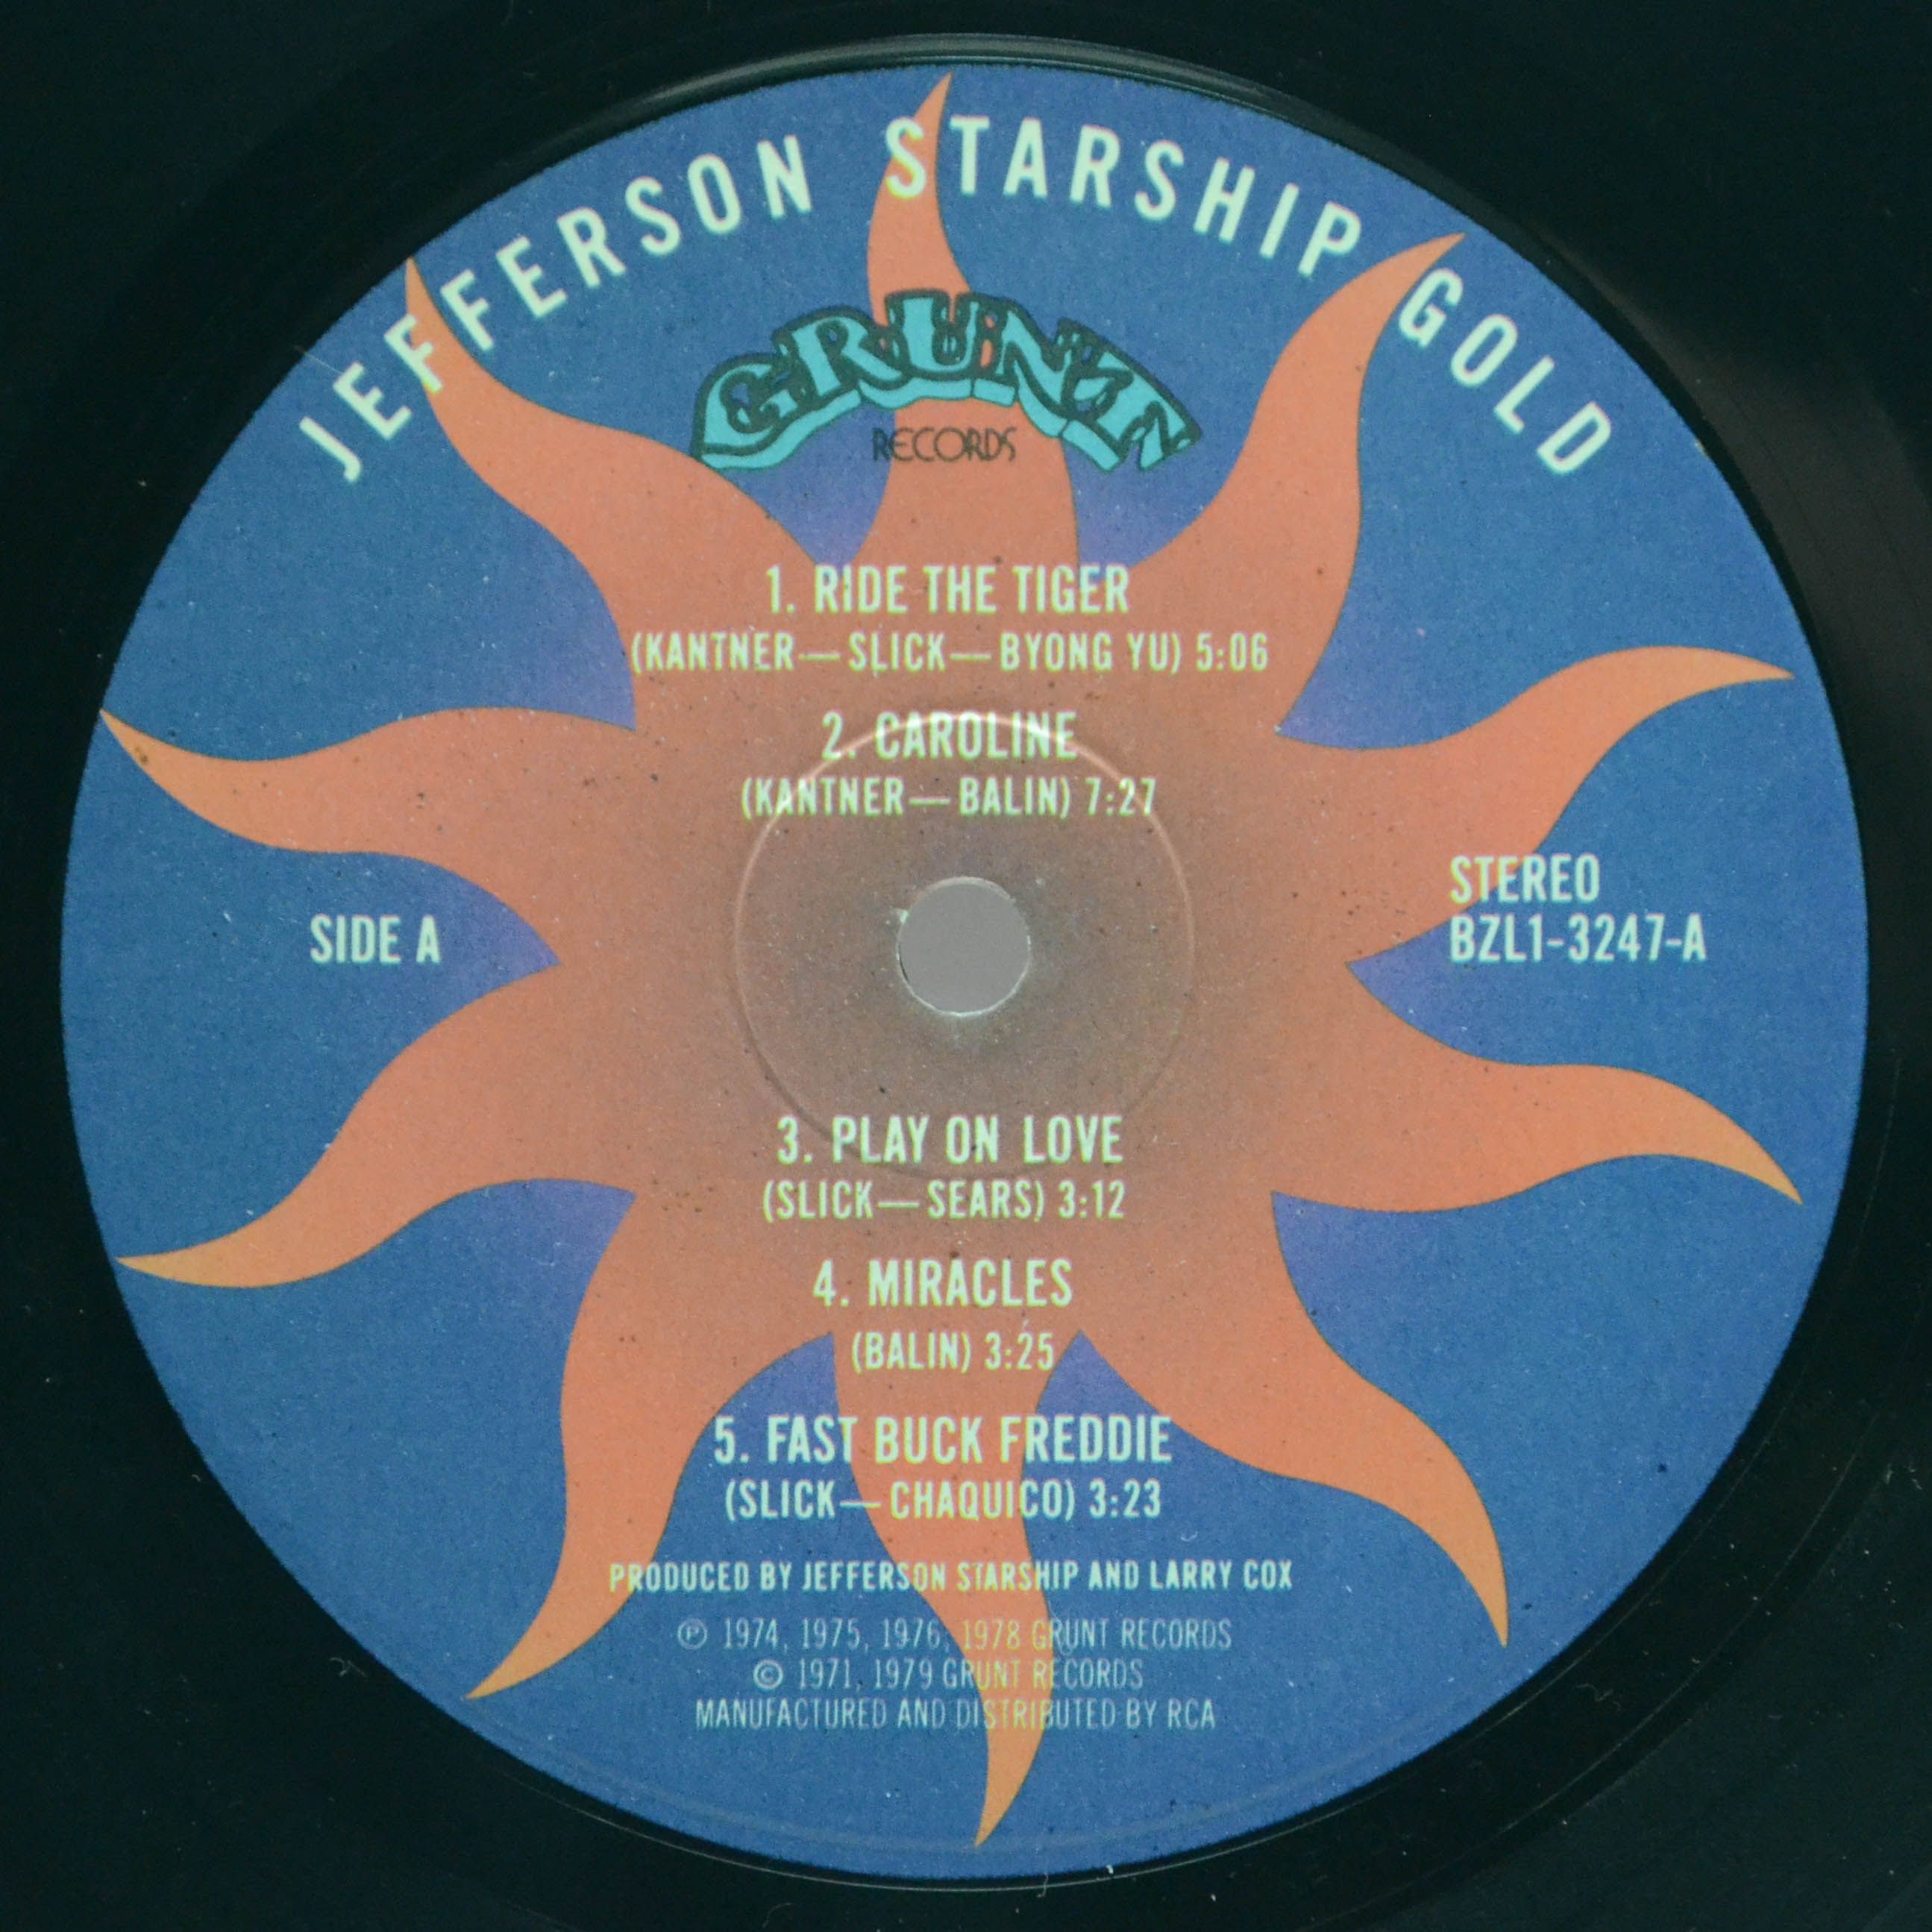 JEFFERSON STARSHIP GOLD
GRUNT
RECORDS
1. RIDE THE TIGER
(KANTNER—SLICK—BYONG YU) 5:06
2. CAROLINE
(KANTNER—BALIN) 7:27
SIDE A
STEREO
BZL1-3247-A
3. PLAY ON LOVE
(SLICK—SEARS) 3:12
4. MIRACLES
(BALIN) 3:25
5. FAST BUCK FREDDIE
(SLICK—CHAQUICO) 3:23
PRODUCED BY JEFFERSON STARSHIP AND LARRY COX
℗ 1974, 1975, 1976, 1978 GRUNT RECORDS
© 1971, 1979 GRUNT RECORDS
MANUFACTURED AND DISTRIBUTED BY RCA